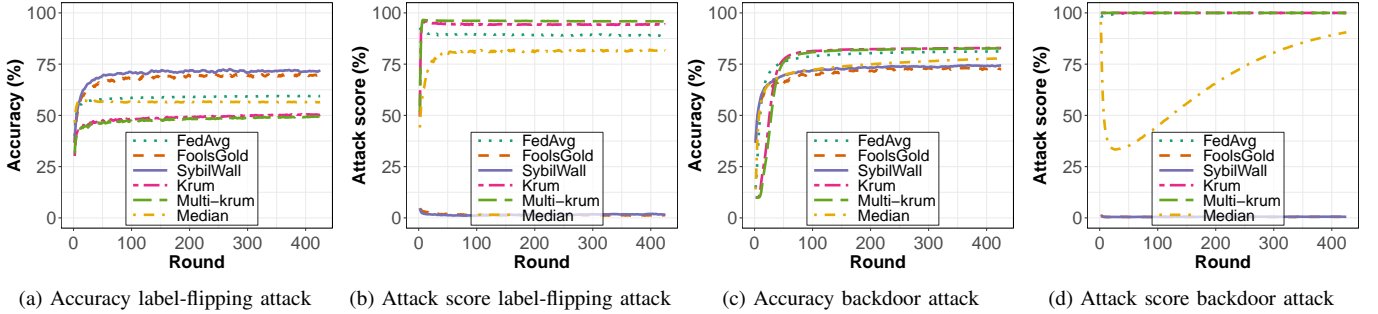 100
75
50
25
0
Accuracy (%)
FedAvg
FoolsGold
SybilWall
Krum
Multi−krum
Median
0 100 200 300 400
Round
(a) Accuracy label-flipping attack
100
75
50
25
0
Attack score (%)
FedAvg
FoolsGold
SybilWall
Krum
Multi−krum
Median
0 100 200 300 400
Round
(b) Attack score label-flipping attack
100
75
50
25
0
Accuracy (%)
FedAvg
FoolsGold
SybilWall
Krum
Multi−krum
Median
0 100 200 300 400
Round
(c) Accuracy backdoor attack
100
75
50
25
0
Attack score (%)
FedAvg
FoolsGold
SybilWall
Krum
Multi−krum
Median
0 100 200 300 400
Round
(d) Attack score backdoor attack